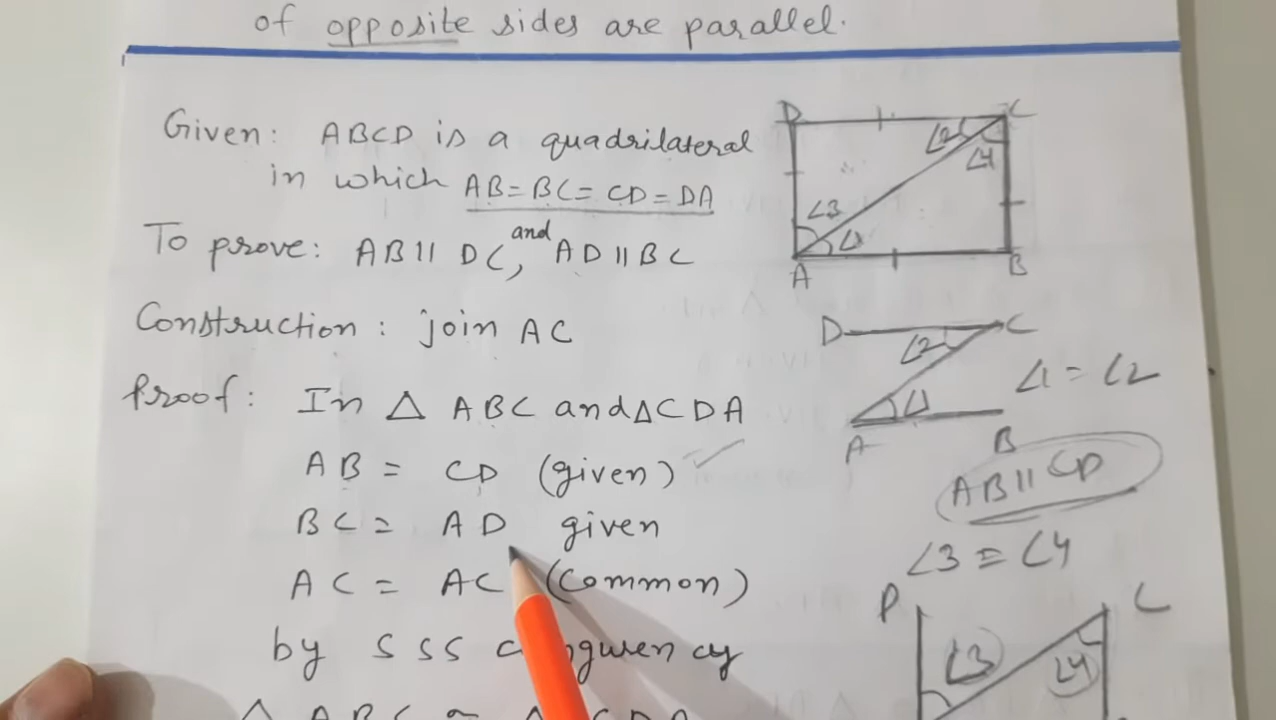 of opposite sides are parallel.
Given: ABCD is a quadrilateral
in which AB = BC = CD = DA
To prove: AB || DC, and AD || BC
Construction: join AC
Proof: In △ ABC and △CDA
AB = CD (given) ✓
BC = AD given
AC = AC (Common)
by SSS
△ ABC ≅ △ CDA
D C
∠2 ∠4
∠3 ∠1
A B
D C
∠2
∠1
A B
∠1 = ∠2
AB || CD
∠3 = ∠4
C
∠3 ∠4